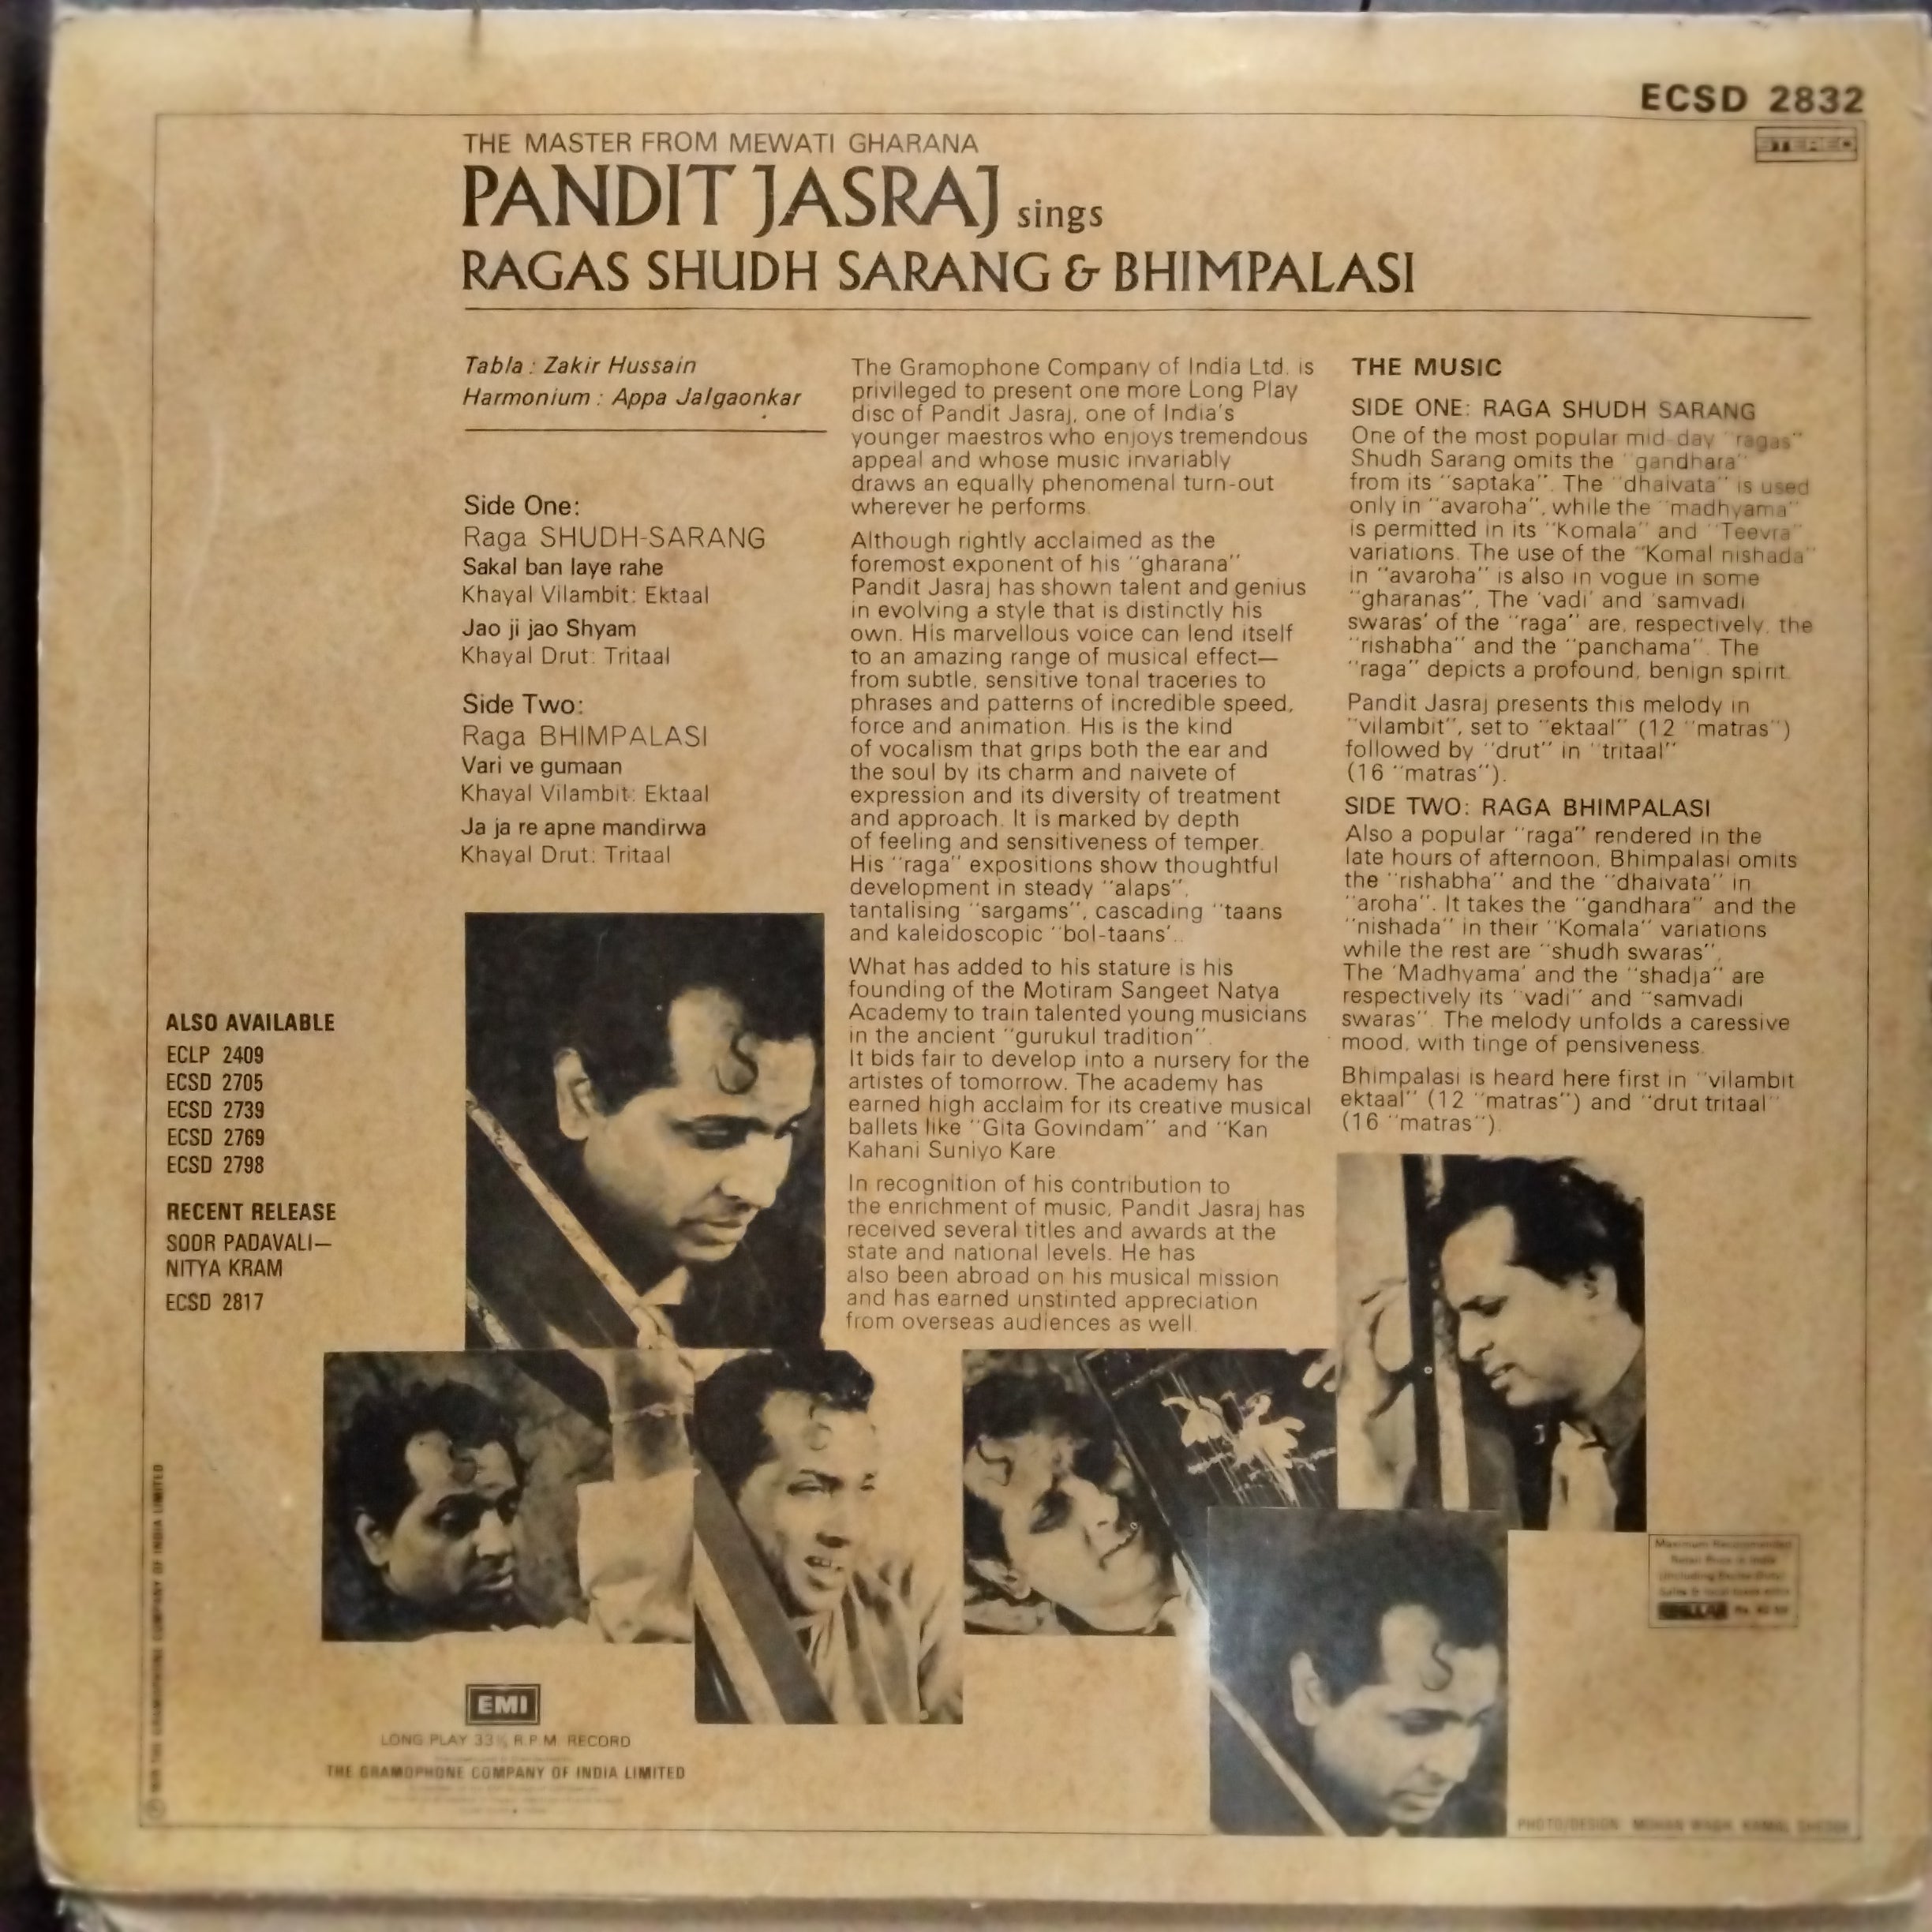 ECSD 2832
STEREO
THE MASTER FROM MEWATI GHARANA
PANDIT JASRAJ sings
RAGAS SHUDH SARANG & BHIMPALASI
Tabla : Zakir Hussain
Harmonium : Appa Jalgaonkar
Side One:
Raga SHUDH-SARANG
Sakal ban laye rahe
Khayal Vilambit: Ektaal
Jao ji jao Shyam
Khayal Drut: Tritaal
Side Two:
Raga BHIMPALASI
Vari ve gumaan
Khayal Vilambit: Ektaal
Ja ja re apne mandirwa
Khayal Drut: Tritaal
ALSO AVAILABLE
ECLP 2409
ECSD 2705
ECSD 2739
ECSD 2769
ECSD 2798
RECENT RELEASE
SOOR PADAVALI—
NITYA KRAM
ECSD 2817
The Gramophone Company of India Ltd. is
privileged to present one more Long Play
disc of Pandit Jasraj, one of India's
younger maestros who enjoys tremendous
appeal and whose music invariably
draws an equally phenomenal turn-out
wherever he performs.
Although rightly acclaimed as the
foremost exponent of his "gharana"
Pandit Jasraj has shown talent and genius
in evolving a style that is distinctly his
own. His marvellous voice can lend itself
to an amazing range of musical effect—
from subtle, sensitive tonal traceries to
phrases and patterns of incredible speed,
force and animation. His is the kind
of vocalism that grips both the ear and
the soul by its charm and naivete of
expression and its diversity of treatment
and approach. It is marked by depth
of feeling and sensitiveness of temper.
His "raga" expositions show thoughtful
development in steady "alaps",
tantalising "sargams", cascading "taans
and kaleidoscopic "bol-taans'..
What has added to his stature is his
founding of the Motiram Sangeet Natya
Academy to train talented young musicians
in the ancient "gurukul tradition".
It bids fair to develop into a nursery for the
artistes of tomorrow. The academy has
earned high acclaim for its creative musical
ballets like "Gita Govindam" and "Kan
Kahani Suniyo Kare.
In recognition of his contribution to
the enrichment of music, Pandit Jasraj has
received several titles and awards at the
state and national levels. He has
also been abroad on his musical mission
and has earned unstinted appreciation
from overseas audiences as well.
THE MUSIC
SIDE ONE: RAGA SHUDH SARANG
One of the most popular mid-day "ragas"
Shudh Sarang omits the "gandhara"
from its "saptaka". The "dhaivata" is used
only in "avaroha", while the "madhyama"
is permitted in its "Komala" and "Teevra"
variations. The use of the "Komal nishada"
in "avaroha" is also in vogue in some
"gharanas". The 'vadi' and 'samvadi
swaras' of the "raga" are, respectively, the
"rishabha" and the "panchama". The
"raga" depicts a profound, benign spirit.
Pandit Jasraj presents this melody in
"vilambit", set to "ektaal" (12 "matras")
followed by "drut" in "tritaal"
(16 "matras").
SIDE TWO: RAGA BHIMPALASI
Also a popular "raga" rendered in the
late hours of afternoon, Bhimpalasi omits
the "rishabha" and the "dhaivata" in
"aroha". It takes the "gandhara" and the
"nishada" in their "Komala" variations
while the rest are "shudh swaras".
The 'Madhyama' and the "shadja" are
respectively its "vadi" and "samvadi
swaras". The melody unfolds a caressive
mood, with tinge of pensiveness.
Bhimpalasi is heard here first in "vilambit
ektaal" (12 "matras") and "drut tritaal"
(16 "matras").
Maximum Recommended
Retail Price in India
(including Excise Duty)
THE GRAMOPHONE COMPANY OF INDIA LIMITED
EMI
LONG PLAY 33⅓ R.P.M. RECORD
THE GRAMOPHONE COMPANY OF INDIA LIMITED
PHOTO/DESIGN: MOHAN WAGH, KAMAL SHEDGE